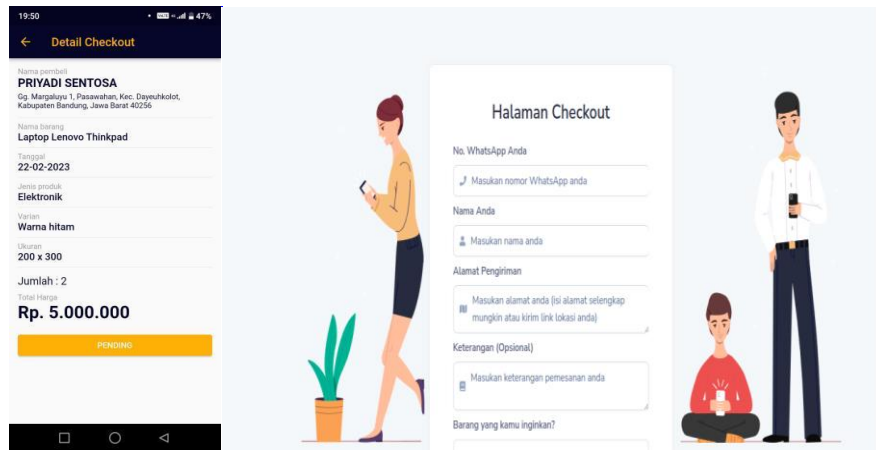 19:50
47%
Detail Checkout
Nama pembeli
PRIYADI SENTOSA
Gg. Margaluyu 1, Pasawahan, Kec. Dayeuhkolot,
Kabupaten Bandung, Jawa Barat 40256
Nama barang
Laptop Lenovo Thinkpad
Tanggal
22-02-2023
Jenis produk
Elektronik
Varian
Warna hitam
Ukuran
200 x 300
Jumlah : 2
Total Harga
Rp. 5.000.000
PENDING
Halaman Checkout
No. WhatsApp Anda
Masukan nomor WhatsApp anda
Nama Anda
Masukan nama anda
Alamat Pengiriman
Masukan alamat anda (isi alamat selengkap
mungkin atau kirim link lokasi anda)
Keterangan (Opsional)
Masukan keterangan pemesanan anda
Barang yang kamu inginkan?